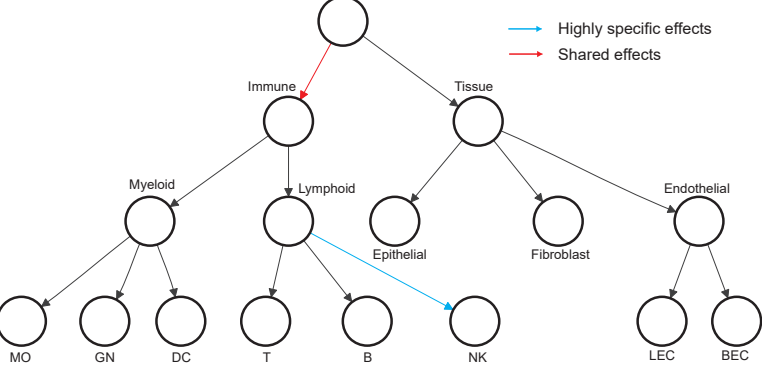 Highly specific effects
Shared effects
Immune
Tissue
Myeloid
Lymphoid
Endothelial
Epithelial
Fibroblast
MO
GN
DC
T
B
NK
LEC
BEC